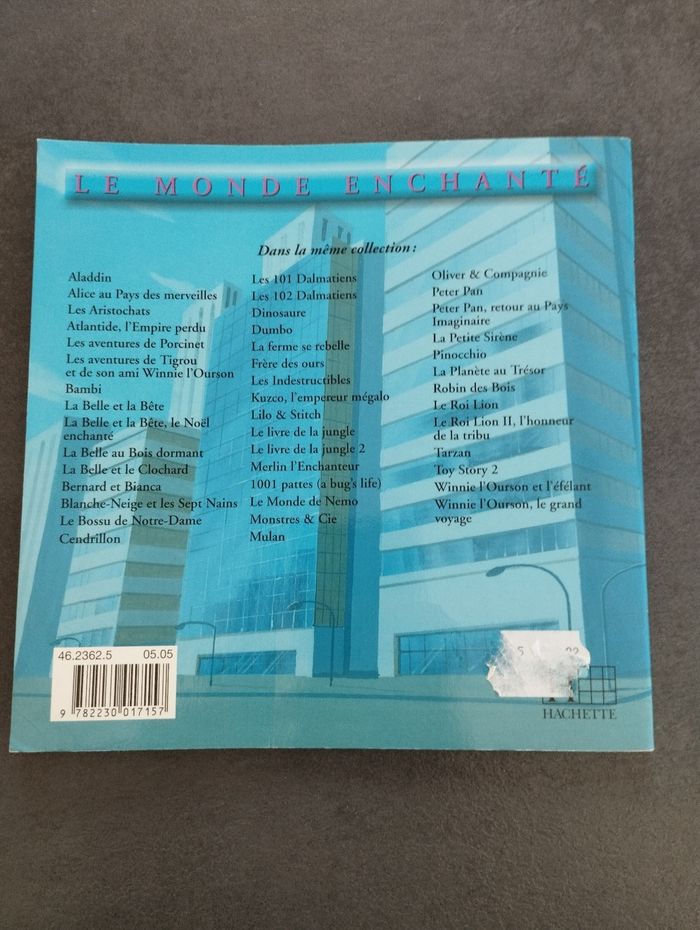 LE MONDE ENCHANTÉ
Dans la même collection :
Aladdin
Alice au Pays des merveilles
Les Aristochats
Atlantide, l'Empire perdu
Les aventures de Porcinet
Les aventures de Tigrou
et de son ami Winnie l'Ourson
Bambi
La Belle et la Bête
La Belle et la Bête, le Noël
enchanté
La Belle au Bois dormant
La Belle et le Clochard
Bernard et Bianca
Blanche-Neige et les Sept Nains
Le Bossu de Notre-Dame
Cendrillon
Les 101 Dalmatiens
Les 102 Dalmatiens
Dinosaure
Dumbo
La ferme se rebelle
Frère des ours
Les Indestructibles
Kuzco, l'empereur mégalo
Lilo & Stitch
Le livre de la jungle
Le livre de la jungle 2
Merlin l'Enchanteur
1001 pattes (a bug's life)
Le Monde de Nemo
Monstres & Cie
Mulan
Oliver & Compagnie
Peter Pan
Peter Pan, retour au Pays
Imaginaire
La Petite Sirène
Pinocchio
La Planète au Trésor
Robin des Bois
Le Roi Lion
Le Roi Lion II, l'honneur
de la tribu
Tarzan
Toy Story 2
Winnie l'Ourson et l'éfélant
Winnie l'Ourson, le grand
voyage
46.2362.5 05.05
9 782230 017157
HACHETTE